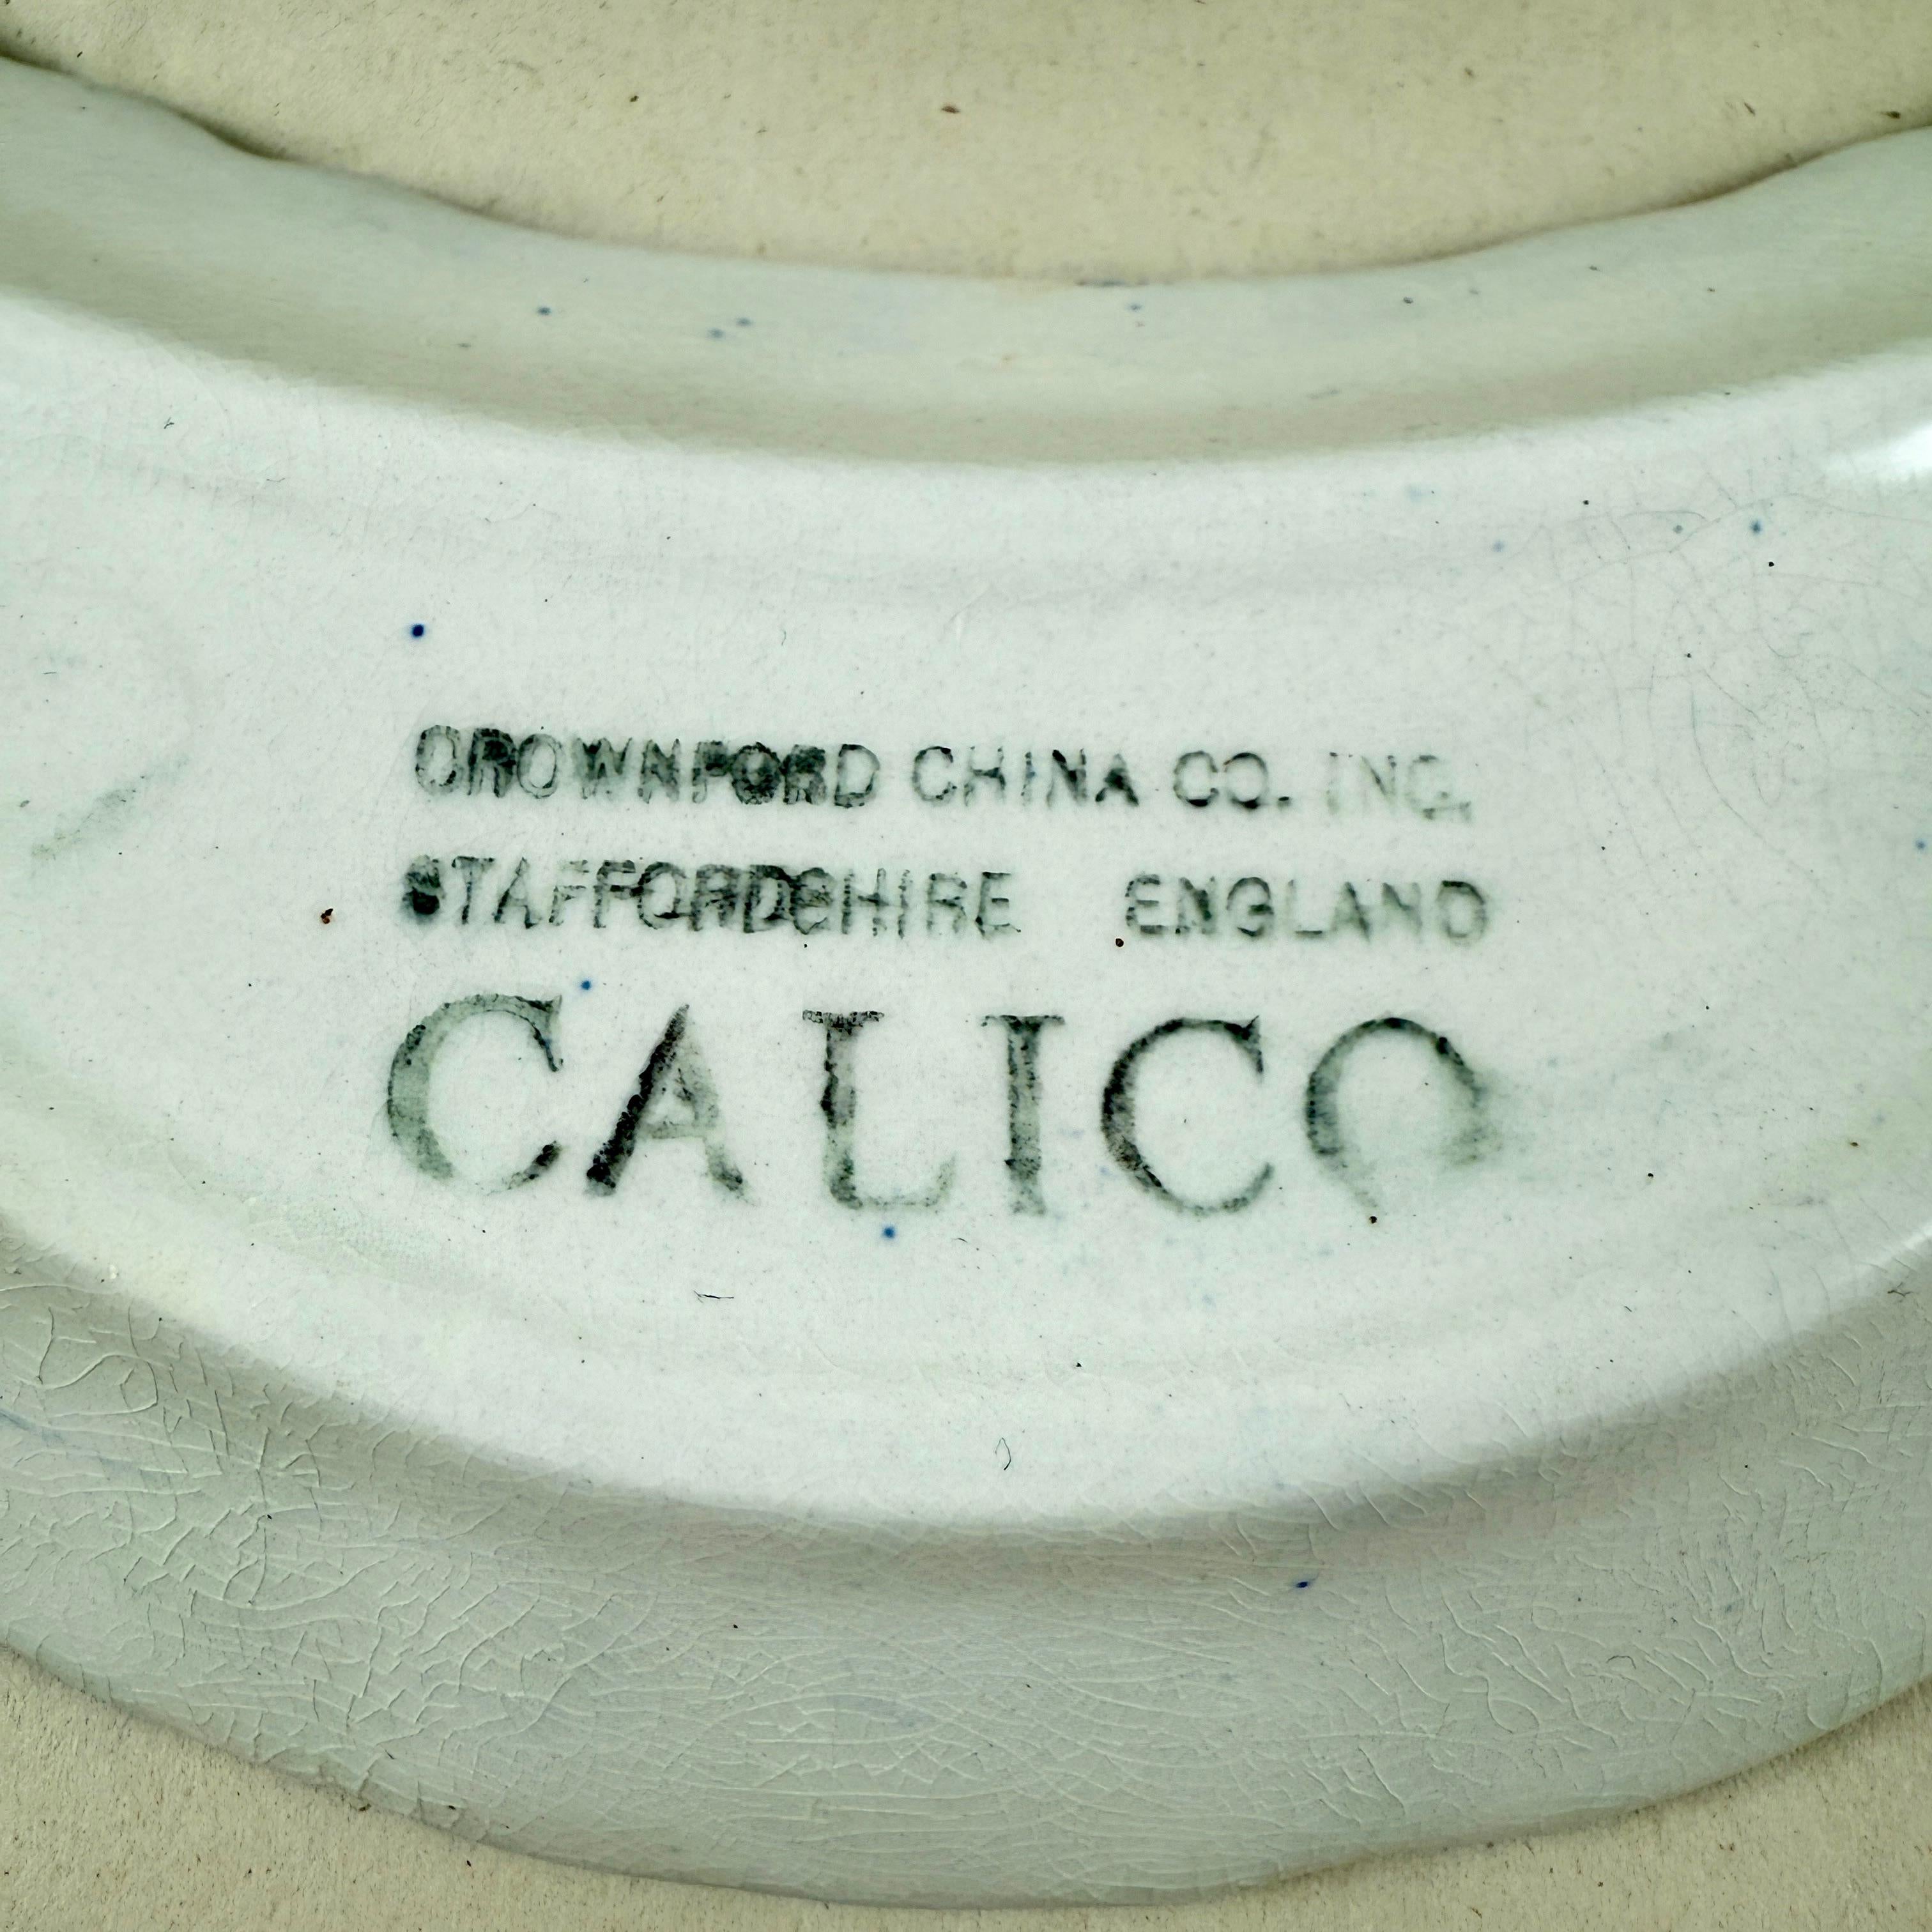 CROWNFORD CHINA CO. INC.
STAFFORDSHIRE ENGLAND
CALICO